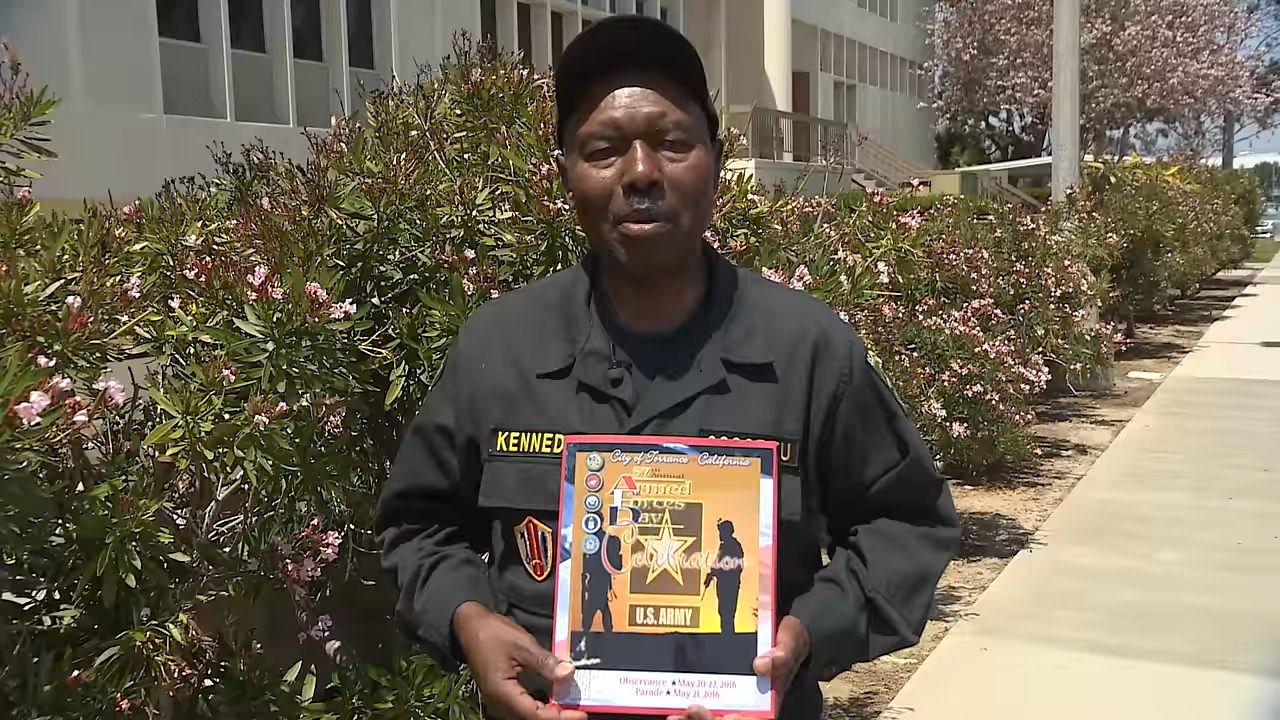 KENNED
City of Torrance California
57th Annual
Armed
Forces
Day
Celebration
U.S. ARMY
Observance ★ May 20-22, 2016
Parade ★ May 21, 2016